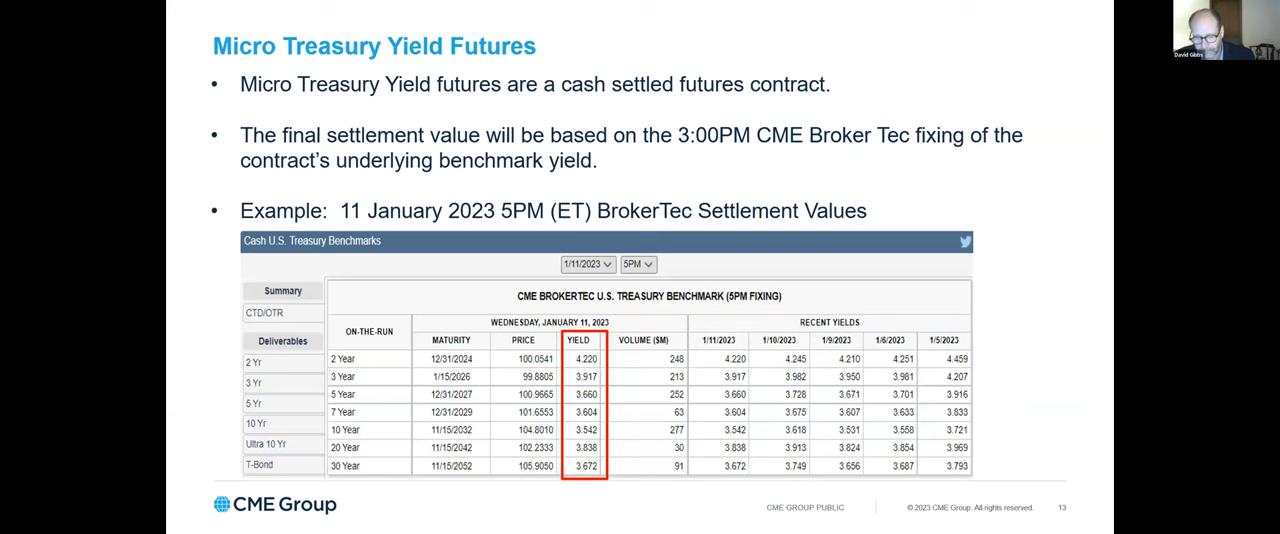 Micro Treasury Yield Futures
David Gibbs
• Micro Treasury Yield futures are a cash settled futures contract.
• The final settlement value will be based on the 3:00PM CME Broker Tec fixing of the
contract's underlying benchmark yield.
• Example: 11 January 2023 5PM (ET) BrokerTec Settlement Values
Cash U.S. Treasury Benchmarks
1/11/2023 5PM
Summary
CTD/OTR
Deliverables
2 Yr
3 Yr
5 Yr
10 Yr
Ultra 10 Yr
T-Bond
CME BROKERTEC U.S. TREASURY BENCHMARK (5PM FIXING)
ON-THE-RUN WEDNESDAY, JANUARY 11, 2023 RECENT YIELDS
MATURITY PRICE YIELD VOLUME ($M) 1/11/2023 1/10/2023 1/9/2023 1/6/2023 1/5/2023
2 Year 12/31/2024 100.0541 4.220 248 4.220 4.245 4.210 4.251 4.459
3 Year 1/15/2026 99.8805 3.917 213 3.917 3.982 3.950 3.981 4.207
5 Year 12/31/2027 100.9665 3.660 252 3.660 3.728 3.671 3.701 3.916
7 Year 12/31/2029 101.6553 3.604 63 3.604 3.675 3.607 3.633 3.833
10 Year 11/15/2032 104.8010 3.542 277 3.542 3.618 3.531 3.558 3.721
20 Year 11/15/2042 102.2333 3.838 30 3.838 3.913 3.824 3.854 3.969
30 Year 11/15/2052 105.9050 3.672 91 3.672 3.749 3.656 3.687 3.793
CME Group
CME GROUP PUBLIC
© 2023 CME Group. All rights reserved.
13